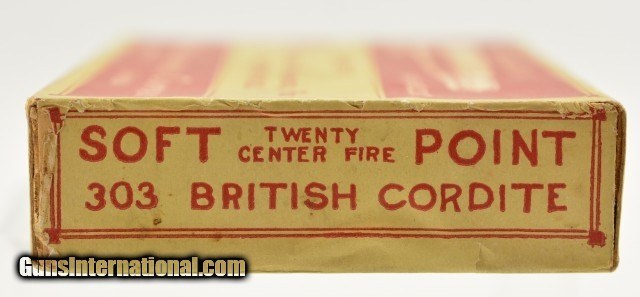 SOFT TWENTY CENTER FIRE POINT
303 BRITISH CORDITE
GunsInternational.com